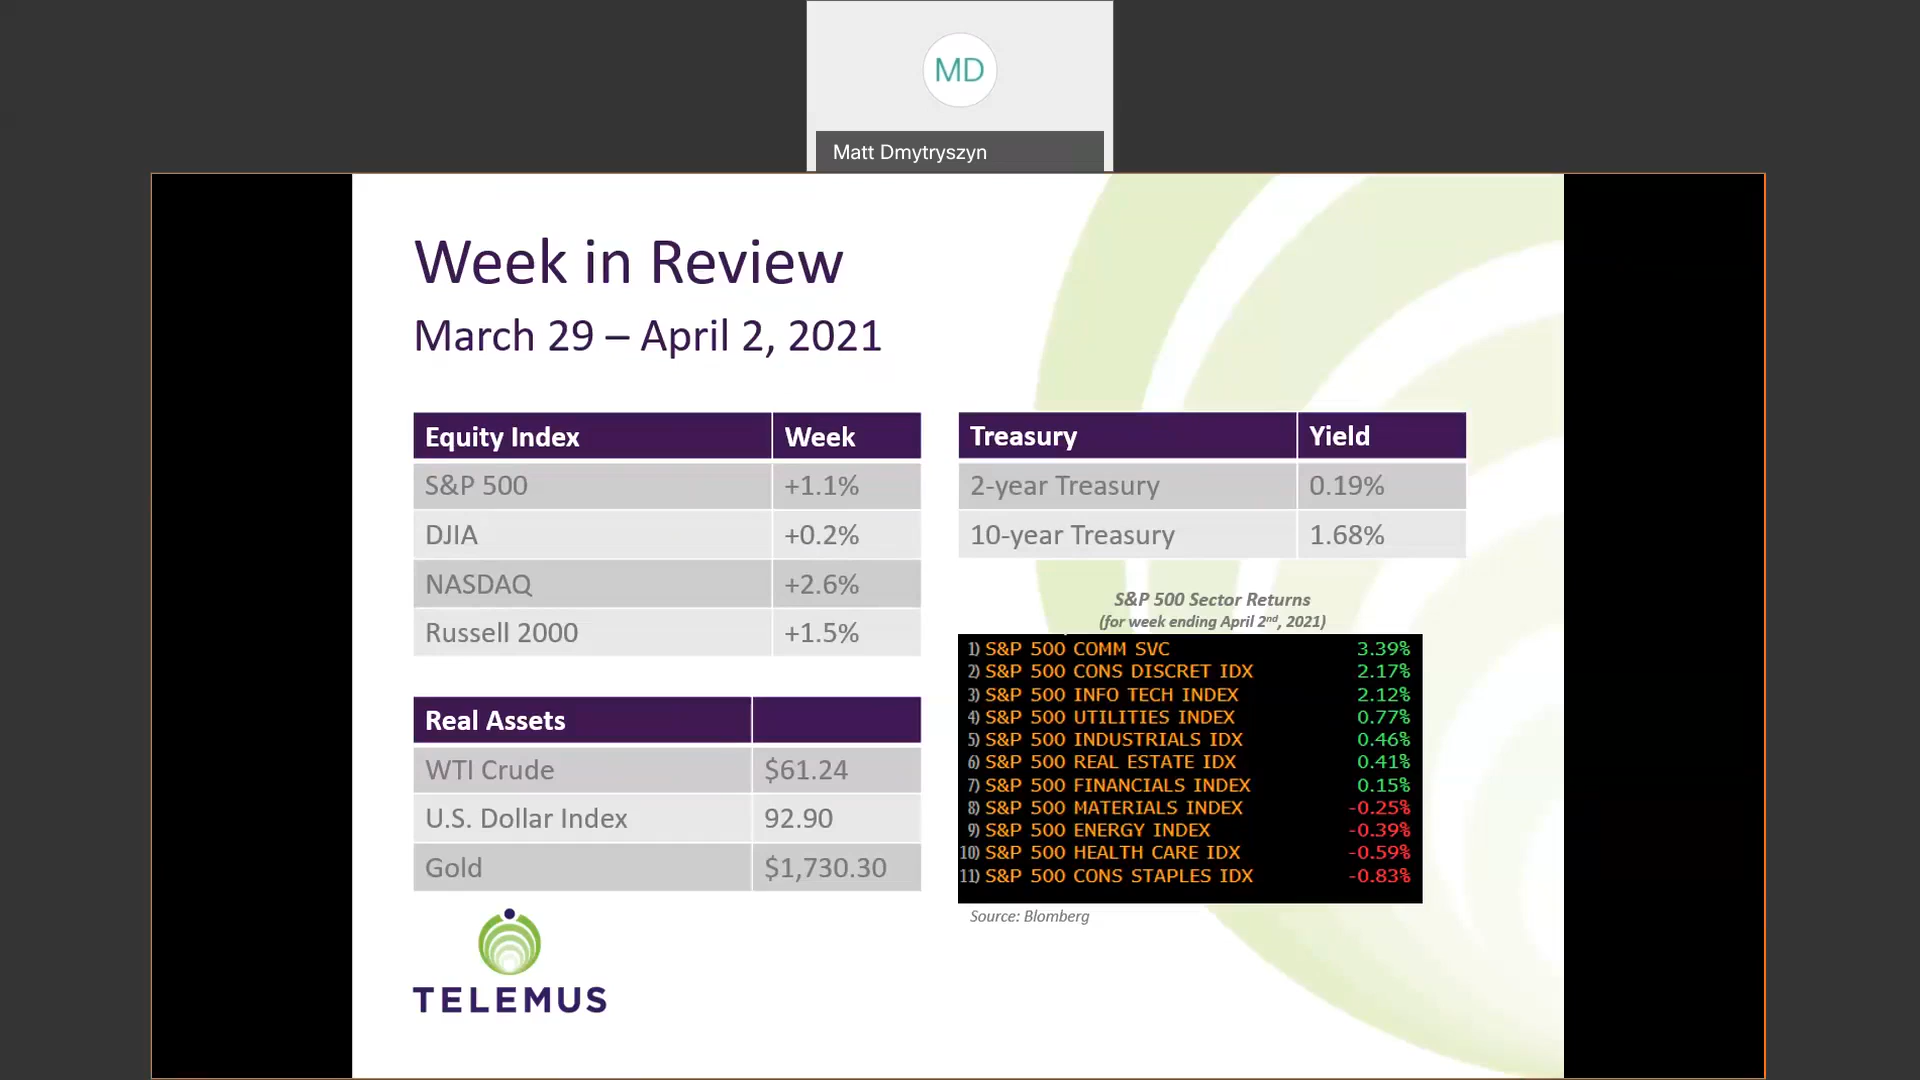 MD
Matt Dmytryszyn
Week in Review
March 29 – April 2, 2021
Equity Index Week
S&P 500 +1.1%
DJIA +0.2%
NASDAQ +2.6%
Russell 2000 +1.5%
Real Assets
WTI Crude $61.24
U.S. Dollar Index 92.90
Gold $1,730.30
Treasury Yield
2-year Treasury 0.19%
10-year Treasury 1.68%
S&P 500 Sector Returns
(for week ending April 2nd, 2021)
1) S&P 500 COMM SVC 3.39%
2) S&P 500 CONS DISCRET IDX 2.17%
3) S&P 500 INFO TECH INDEX 2.12%
4) S&P 500 UTILITIES INDEX 0.77%
5) S&P 500 INDUSTRIALS IDX 0.46%
6) S&P 500 REAL ESTATE IDX 0.41%
7) S&P 500 FINANCIALS INDEX 0.15%
8) S&P 500 MATERIALS INDEX -0.25%
9) S&P 500 ENERGY INDEX -0.39%
10) S&P 500 HEALTH CARE IDX -0.59%
11) S&P 500 CONS STAPLES IDX -0.83%
Source: Blomberg
TELEMUS